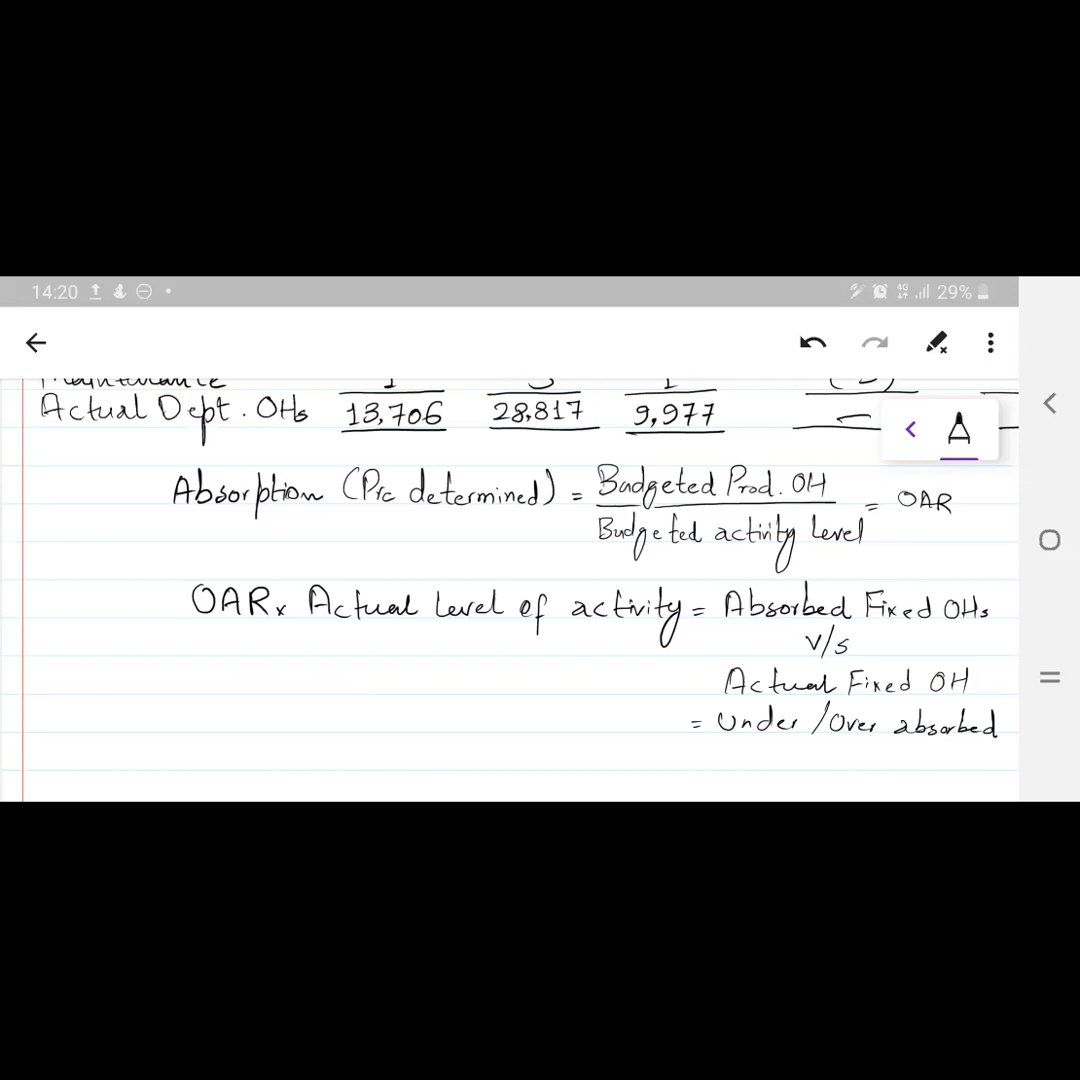 14:20 29%
Actual Dept. OHs 13,706 28,817 9,977 —
Absorption (Pre determined) = Budgeted Prod. OH / Budgeted activity Level = OAR
OAR x Actual Level of activity = Absorbed Fixed OHs
V/s
Actual Fixed OH
= Under / Over absorbed